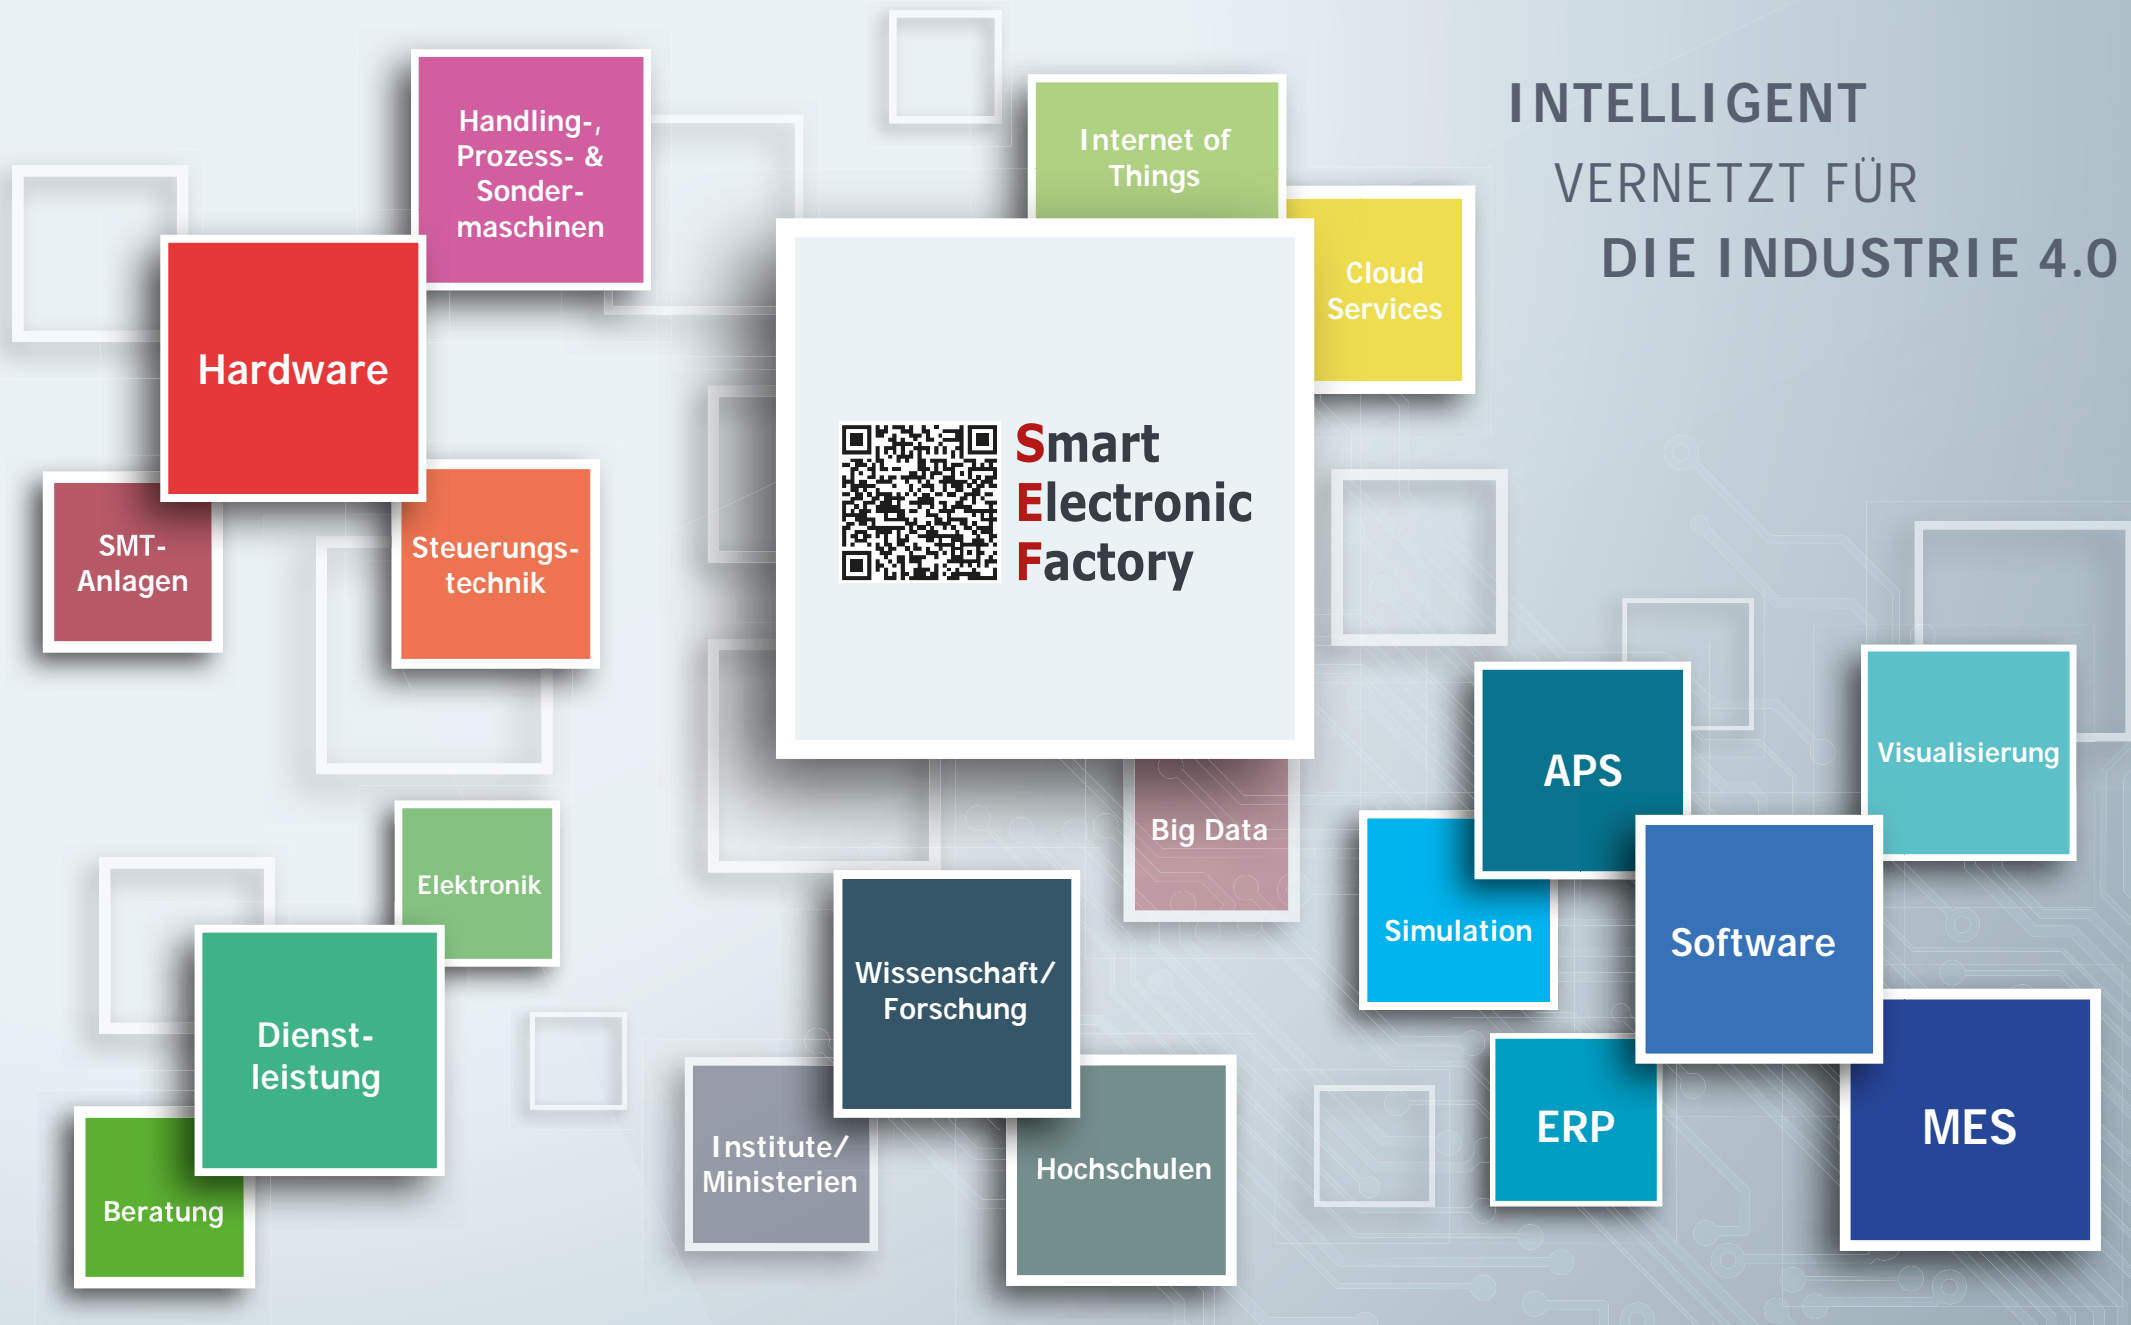 INTELLIGENT
VERNETZT FÜR
DIE INDUSTRIE 4.0
Handling-,
Prozess- &
Sonder-
maschinen
Hardware
SMT-
Anlagen
Steuerungs-
technik
Internet of
Things
Cloud
Services
Smart
Electronic
Factory
Big Data
APS
Visualisierung
Simulation
Software
ERP
MES
Elektronik
Dienst-
leistung
Beratung
Wissenschaft/
Forschung
Institute/
Ministerien
Hochschulen